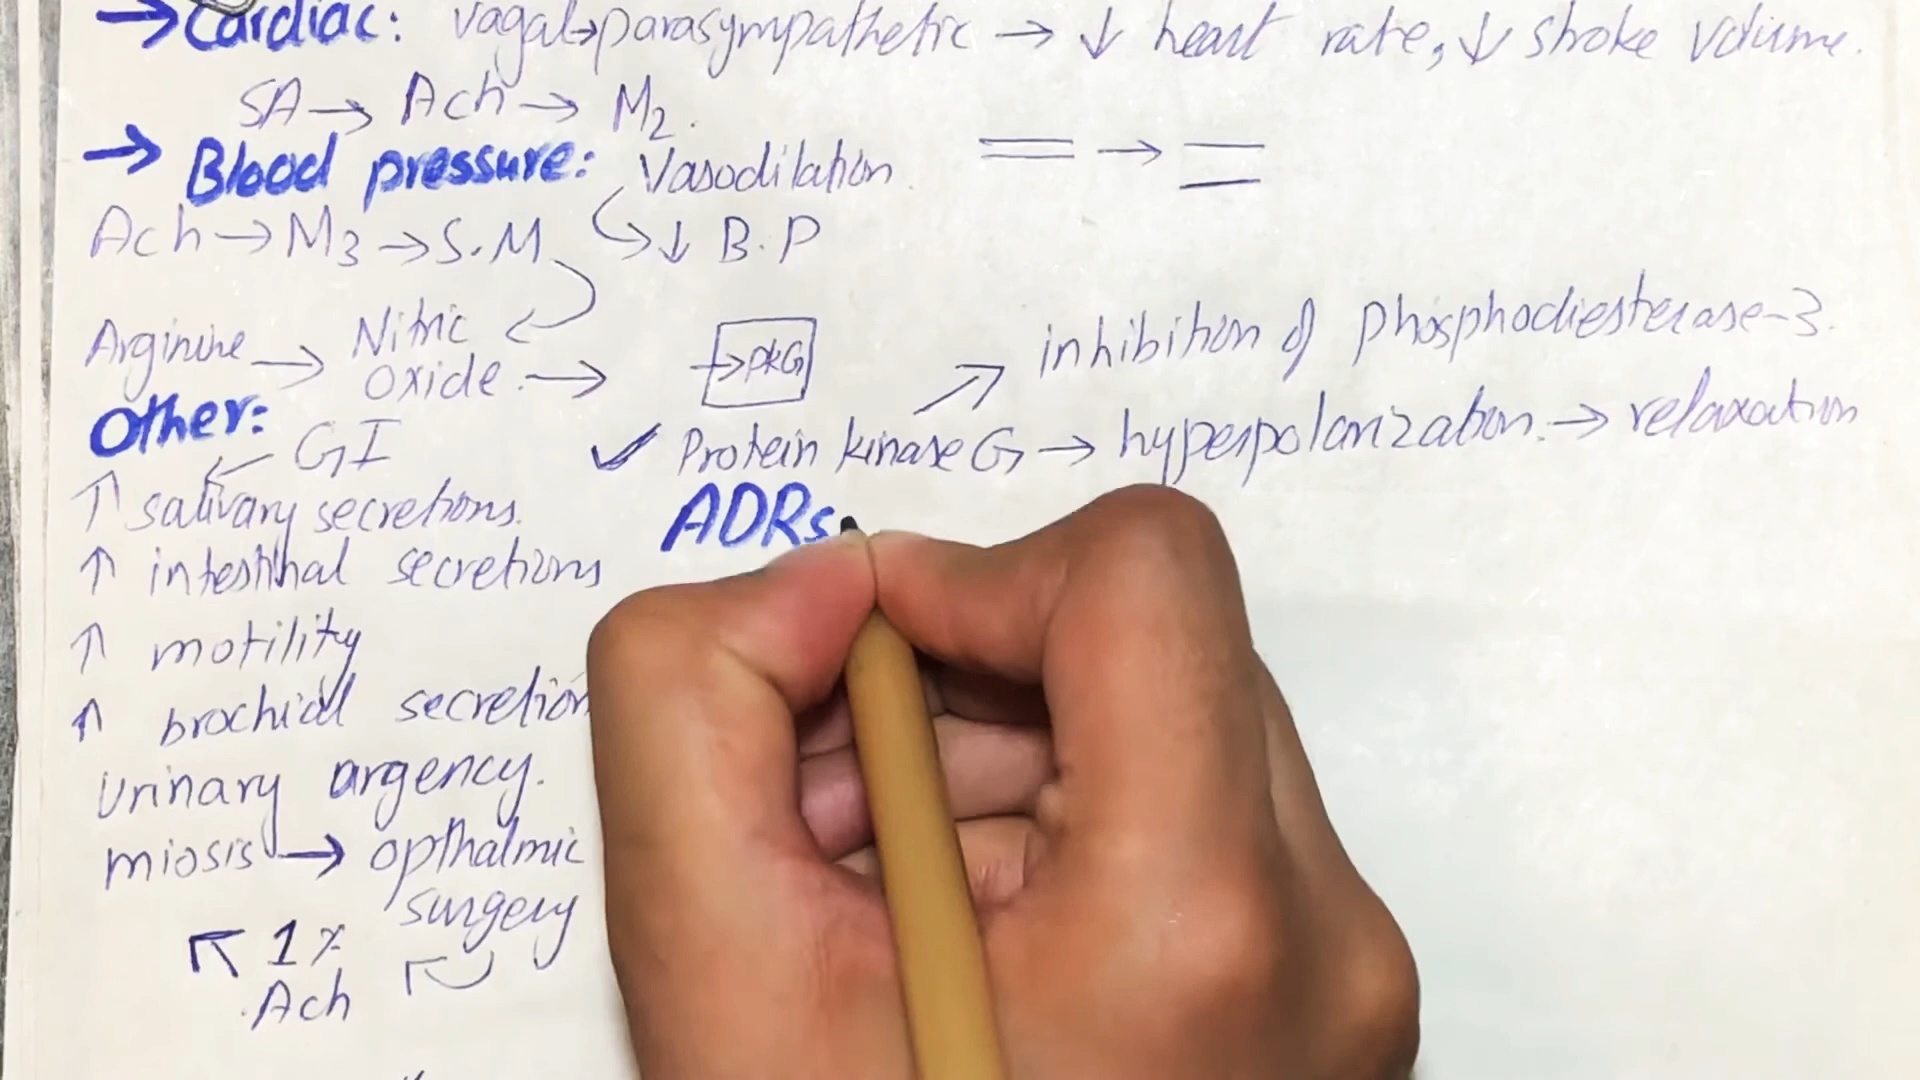 → Cardiac: vagal→parasympathetic → ↓ heart rate, ↓ stroke volume.
SA → Ach → M2.
→ Blood pressure: Vasodilation. →
Ach → M3 → S.M ↓ B.P
Arginine → Nitric oxide. → →PKG
inhibition of phosphodiesterase-3.
✓ Protein kinase G → hyperpolarization. → relaxation
Other:
GI
↑ salivary secretions.
↑ intestinal secretions
↑ motility
↑ brochial secretion
Urinary argency.
miosis → opthalmic surgery
1% Ach
ADRs